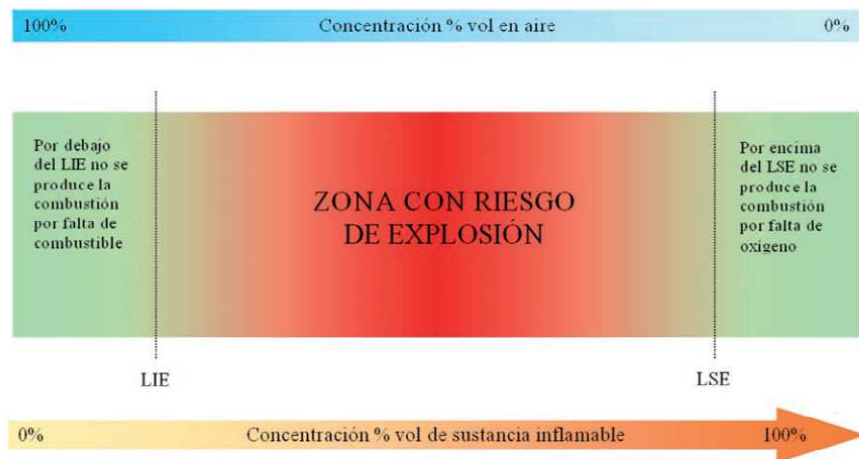 100% Concentración % vol en aire 0%
Por debajo
del LIE no se
produce la
combustión
por falta de
combustible
ZONA CON RIESGO
DE EXPLOSIÓN
Por encima
del LSE no se
produce la
combustión
por falta de
oxígeno
LIE LSE
0% Concentración % vol de sustancia inflamable 100%